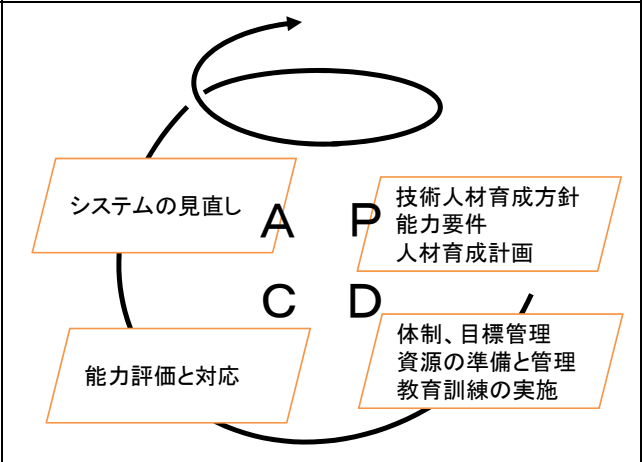 システムの見直し
A
P
技術人材育成方針
能力要件
人材育成計画
C
D
能力評価と対応
体制、目標管理
資源の準備と管理
教育訓練の実施